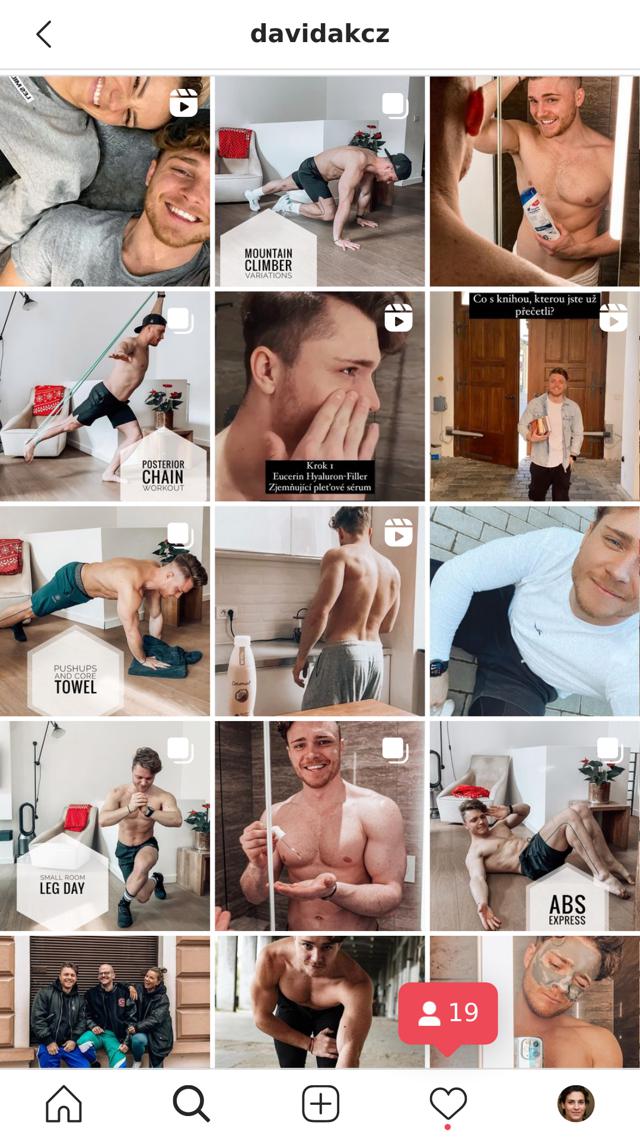 davidakcz
MOUNTAIN
CLIMBER
VARIATIONS
POSTERIOR
CHAIN
WORKOUT
Krok 1
Eucerin Hyaluron-Filler
Zjemňující pleťové sérum
Co s knihou, kterou jste už
přečetli?
PUSHUPS
AND CORE
TOWEL
SMALL ROOM
LEG DAY
ABS
EXPRESS
19